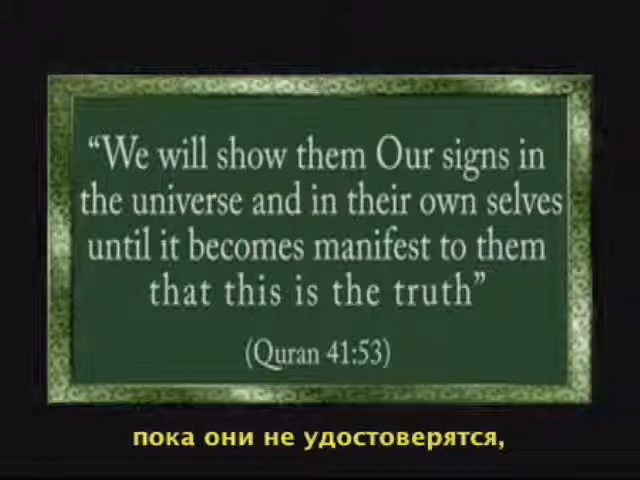 “We will show them Our signs in
the universe and in their own selves
until it becomes manifest to them
that this is the truth”
(Quran 41:53)
пока они не удостоверятся,